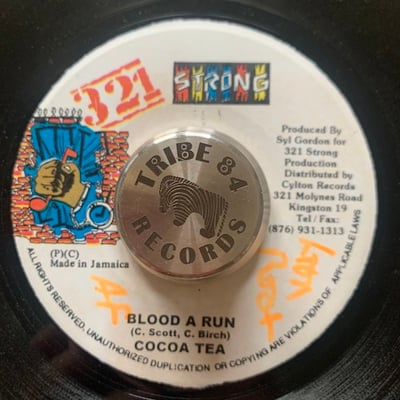 321
STRONG
Produced By
Syl Gordon for
321 Strong
Production
Distributed by
Cylton Records
321 Molynes Road
Kingston 19
Tel / Fax:
(876) 931-1313
TRIBE 84
RECORDS
(P)(C)
Made in Jamaica
BLOOD A RUN
(C. Scott, C. Birch)
COCOA TEA
ALL RIGHTS RESERVED, UNAUTHORIZED DUPLICATION OR COPYING ARE VIOLATIONS OF APPLICABLE LAWS